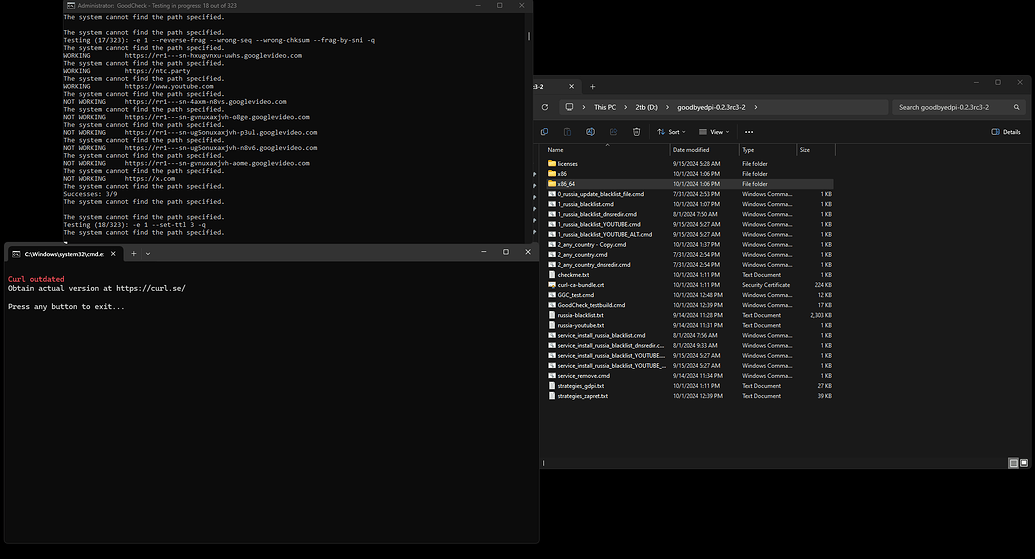 Administrator: GoodCheck - Testing in progress: 18 out of 323
The system cannot find the path specified.
The system cannot find the path specified.
Testing (17/323): -e 1 --reverse-frag --wrong-seq --wrong-chksum --frag-by-sni -q
The system cannot find the path specified.
WORKING https://rr1---sn-hxugvnxu-uwhs.googlevideo.com
The system cannot find the path specified.
WORKING https://ntc.party
The system cannot find the path specified.
WORKING https://www.youtube.com
The system cannot find the path specified.
NOT WORKING https://rr1---sn-4axm-n8vs.googlevideo.com
The system cannot find the path specified.
NOT WORKING https://rr1---sn-gvnuxaxjvh-o8ge.googlevideo.com
The system cannot find the path specified.
NOT WORKING https://rr1---sn-ug5onuxaxjvh-p3ul.googlevideo.com
The system cannot find the path specified.
NOT WORKING https://rr1---sn-ug5onuxaxjvh-n8v6.googlevideo.com
The system cannot find the path specified.
NOT WORKING https://rr1---sn-gvnuxaxjvh-aome.googlevideo.com
The system cannot find the path specified.
NOT WORKING https://x.com
The system cannot find the path specified.
Successes: 3/9
The system cannot find the path specified.
The system cannot find the path specified.
Testing (18/323): -e 1 --set-ttl 3 -q
The system cannot find the path specified.
C:\Windows\system32\cmd.e:
Curl outdated
Obtain actual version at https://curl.se/
Press any button to exit...
rc3-2
This PC > 2tb (D:) > goodbyedpi-0.2.3rc3-2 >
Search goodbyedpi-0.2.3rc3-2
Sort View Details
Name Date modified Type Size
licenses 9/15/2024 5:28 AM File folder
x86 10/1/2024 1:06 PM File folder
x86_64 10/1/2024 1:06 PM File folder
0_russia_update_blacklist_file.cmd 7/31/2024 2:53 PM Windows Comma... 1 KB
1_russia_blacklist.cmd 10/1/2024 1:07 PM Windows Comma... 1 KB
1_russia_blacklist_dnsredir.cmd 8/1/2024 7:50 AM Windows Comma... 1 KB
1_russia_blacklist_YOUTUBE.cmd 9/15/2024 5:27 AM Windows Comma... 1 KB
1_russia_blacklist_YOUTUBE_ALT.cmd 9/15/2024 5:27 AM Windows Comma... 1 KB
2_any_country - Copy.cmd 10/1/2024 1:37 PM Windows Comma... 1 KB
2_any_country.cmd 7/31/2024 2:54 PM Windows Comma... 1 KB
2_any_country_dnsredir.cmd 7/31/2024 2:54 PM Windows Comma... 1 KB
checkme.txt 10/1/2024 1:11 PM Text Document 1 KB
curl-ca-bundle.crt 10/1/2024 1:11 PM Security Certificate 224 KB
GGC_test.cmd 10/1/2024 12:48 PM Windows Comma... 12 KB
GoodCheck_testbuild.cmd 10/1/2024 12:39 PM Windows Comma... 17 KB
russia-blacklist.txt 9/14/2024 11:28 PM Text Document 2,303 KB
russia-youtube.txt 9/14/2024 11:31 PM Text Document 1 KB
service_install_russia_blacklist.cmd 8/1/2024 7:56 AM Windows Comma... 1 KB
service_install_russia_blacklist_dnsredir.c... 8/1/2024 9:33 AM Windows Comma... 1 KB
service_install_russia_blacklist_YOUTUBE.... 9/15/2024 5:27 AM Windows Comma... 1 KB
service_install_russia_blacklist_YOUTUBE_... 9/15/2024 5:27 AM Windows Comma... 1 KB
service_remove.cmd 9/14/2024 11:34 PM Windows Comma... 1 KB
strategies_gdpi.txt 10/1/2024 1:11 PM Text Document 27 KB
strategies_zapret.txt 10/1/2024 12:39 PM Text Document 39 KB